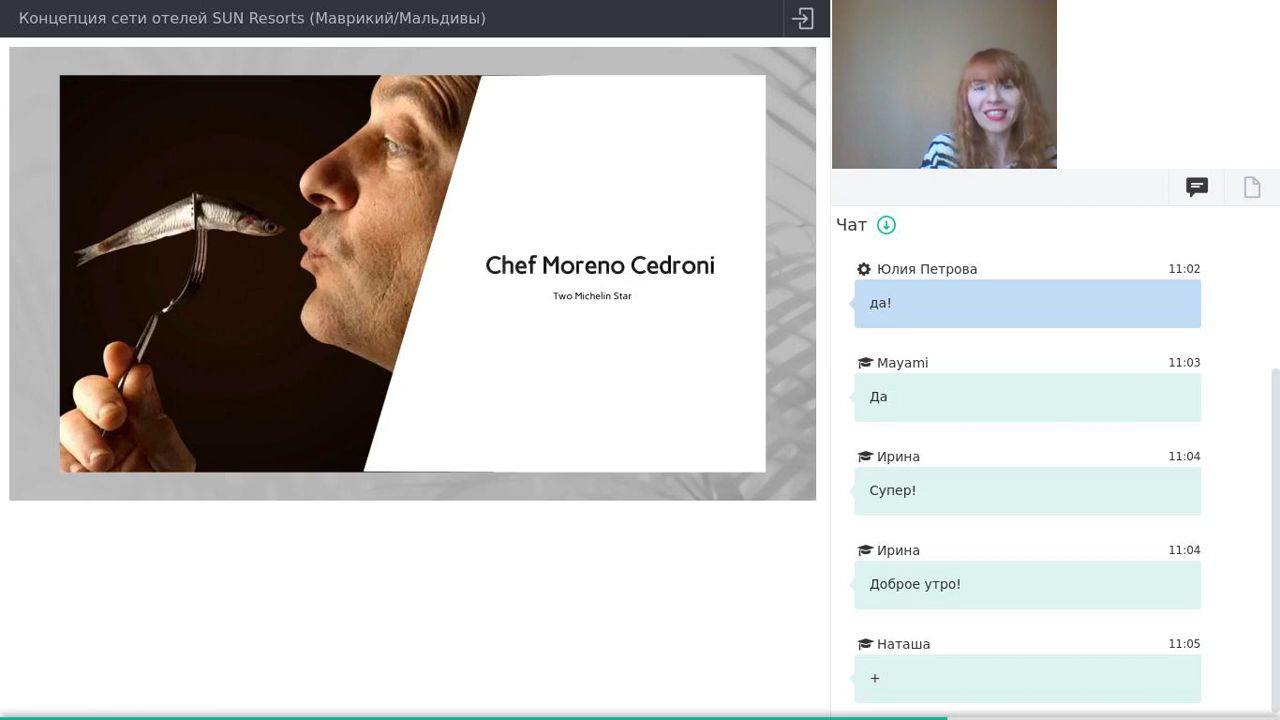 Концепция сети отелей SUN Resorts (Маврикий/Мальдивы)
Chef Moreno Cedroni
Two Michelin Star
Чат
Юлия Петрова 11:02
да!
Mayami 11:03
Да
Ирина 11:04
Супер!
Ирина 11:04
Доброе утро!
Наташа 11:05
+